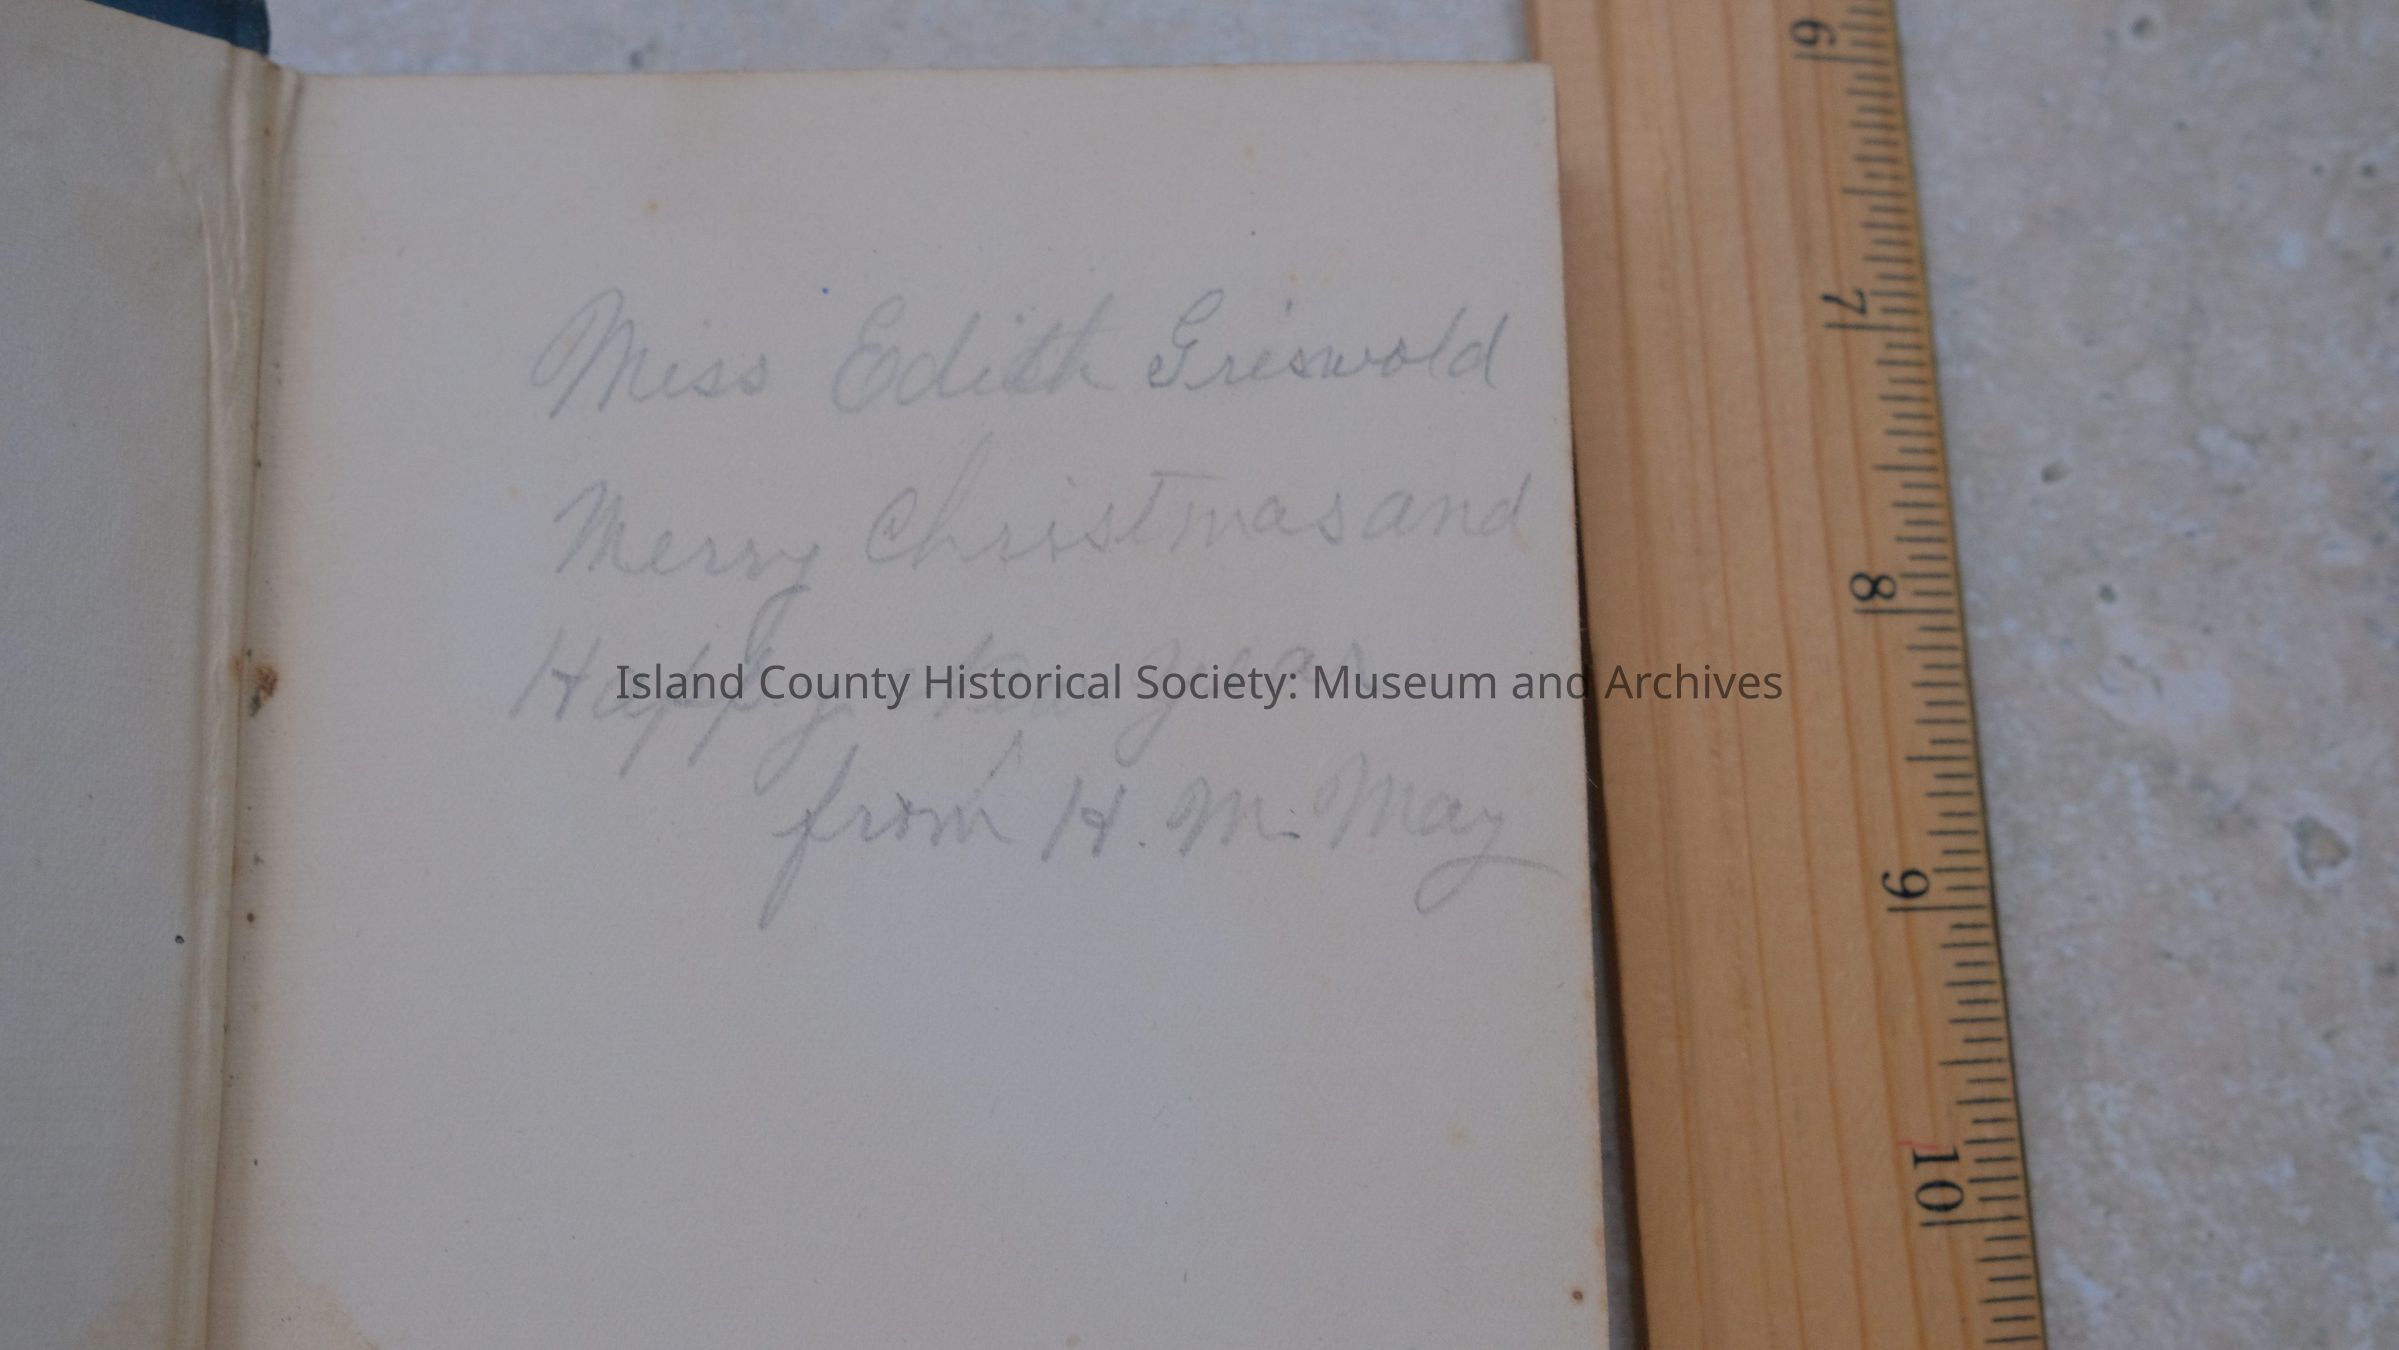 Miss Edith Griswold
Merry Christmas and
Happy New year
Island County Historical Society: Museum and Archives
from H. M. May
6
7
8
9
10